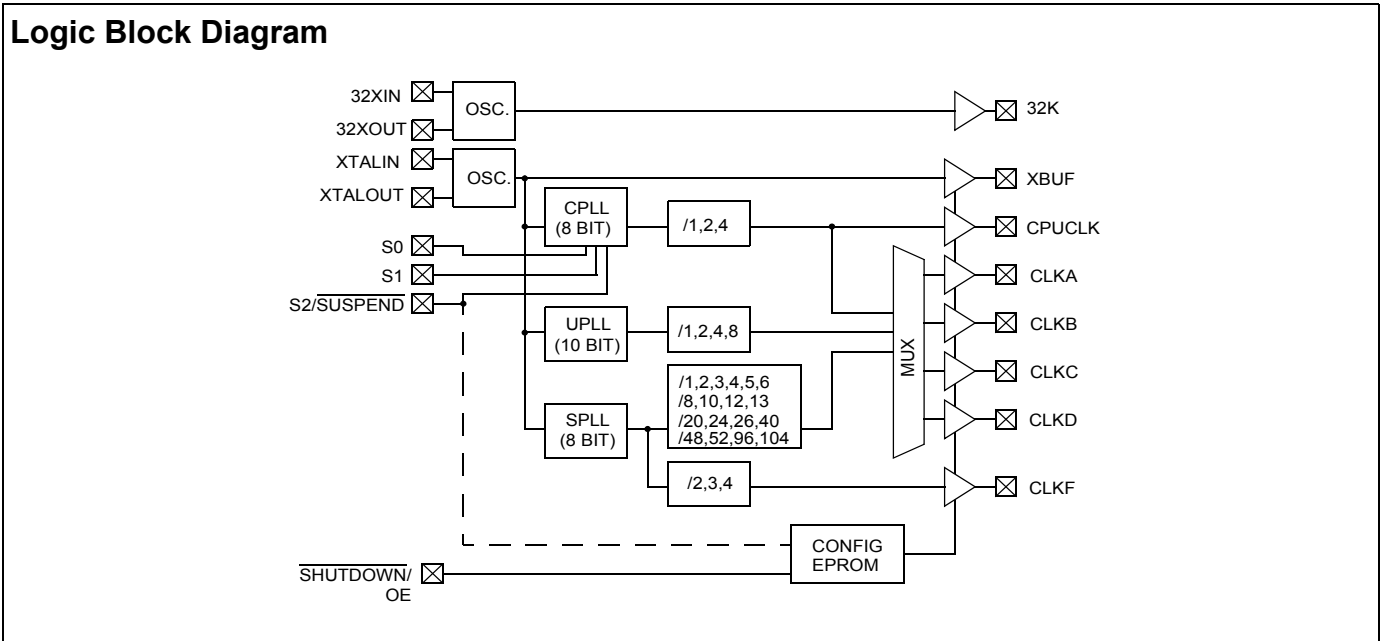 Logic Block Diagram
32XIN
OSC.
32K
32XOUT
XTALIN
OSC.
XBUF
XTALOUT
CPLL
(8 BIT)
/1,2,4
CPUCLK
S0
S1
CLKA
S2/SUSPEND
UPLL
(10 BIT)
/1,2,4,8
CLKB
MUX
CLKC
/1,2,3,4,5,6
/8,10,12,13
/20,24,26,40
/48,52,96,104
SPLL
(8 BIT)
CLKD
/2,3,4
CLKF
CONFIG
EPROM
SHUTDOWN/
OE